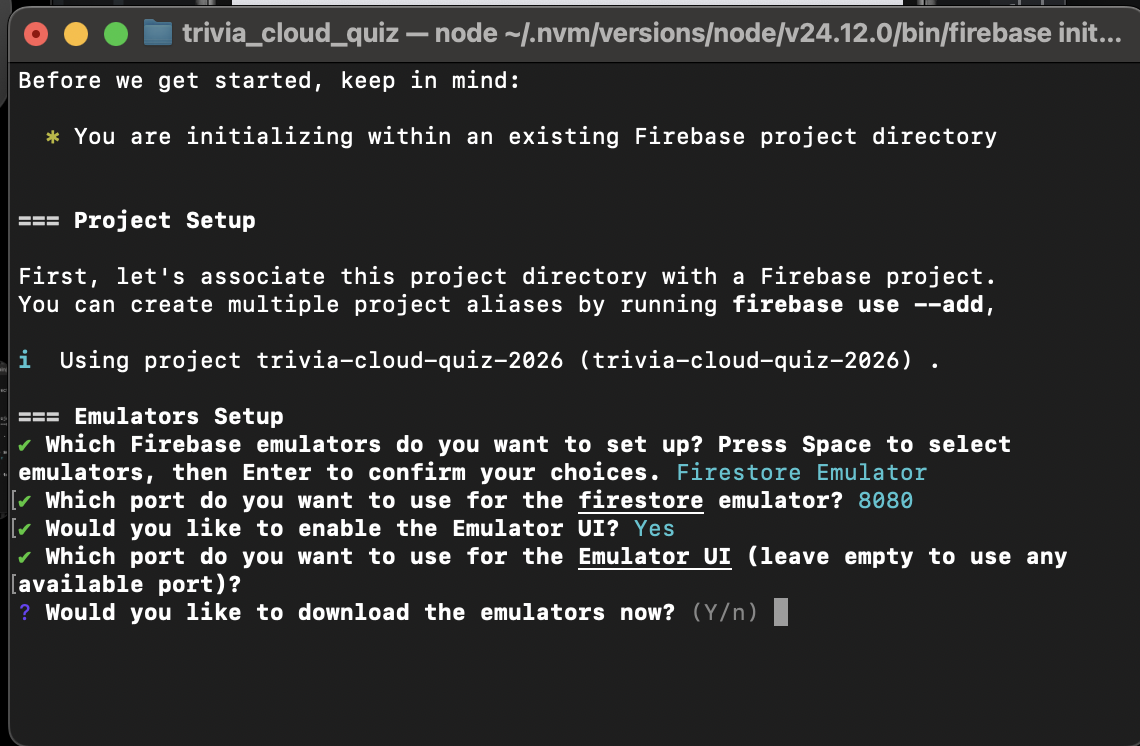 trivia_cloud_quiz — node ~/.nvm/versions/node/v24.12.0/bin/firebase init...
Before we get started, keep in mind:
* You are initializing within an existing Firebase project directory
=== Project Setup
First, let's associate this project directory with a Firebase project.
You can create multiple project aliases by running firebase use --add,
i Using project trivia-cloud-quiz-2026 (trivia-cloud-quiz-2026) .
=== Emulators Setup
✔ Which Firebase emulators do you want to set up? Press Space to select
emulators, then Enter to confirm your choices. Firestore Emulator
[✔ Which port do you want to use for the firestore emulator? 8080
[✔ Would you like to enable the Emulator UI? Yes
✔ Which port do you want to use for the Emulator UI (leave empty to use any
[available port)?
? Would you like to download the emulators now? (Y/n)